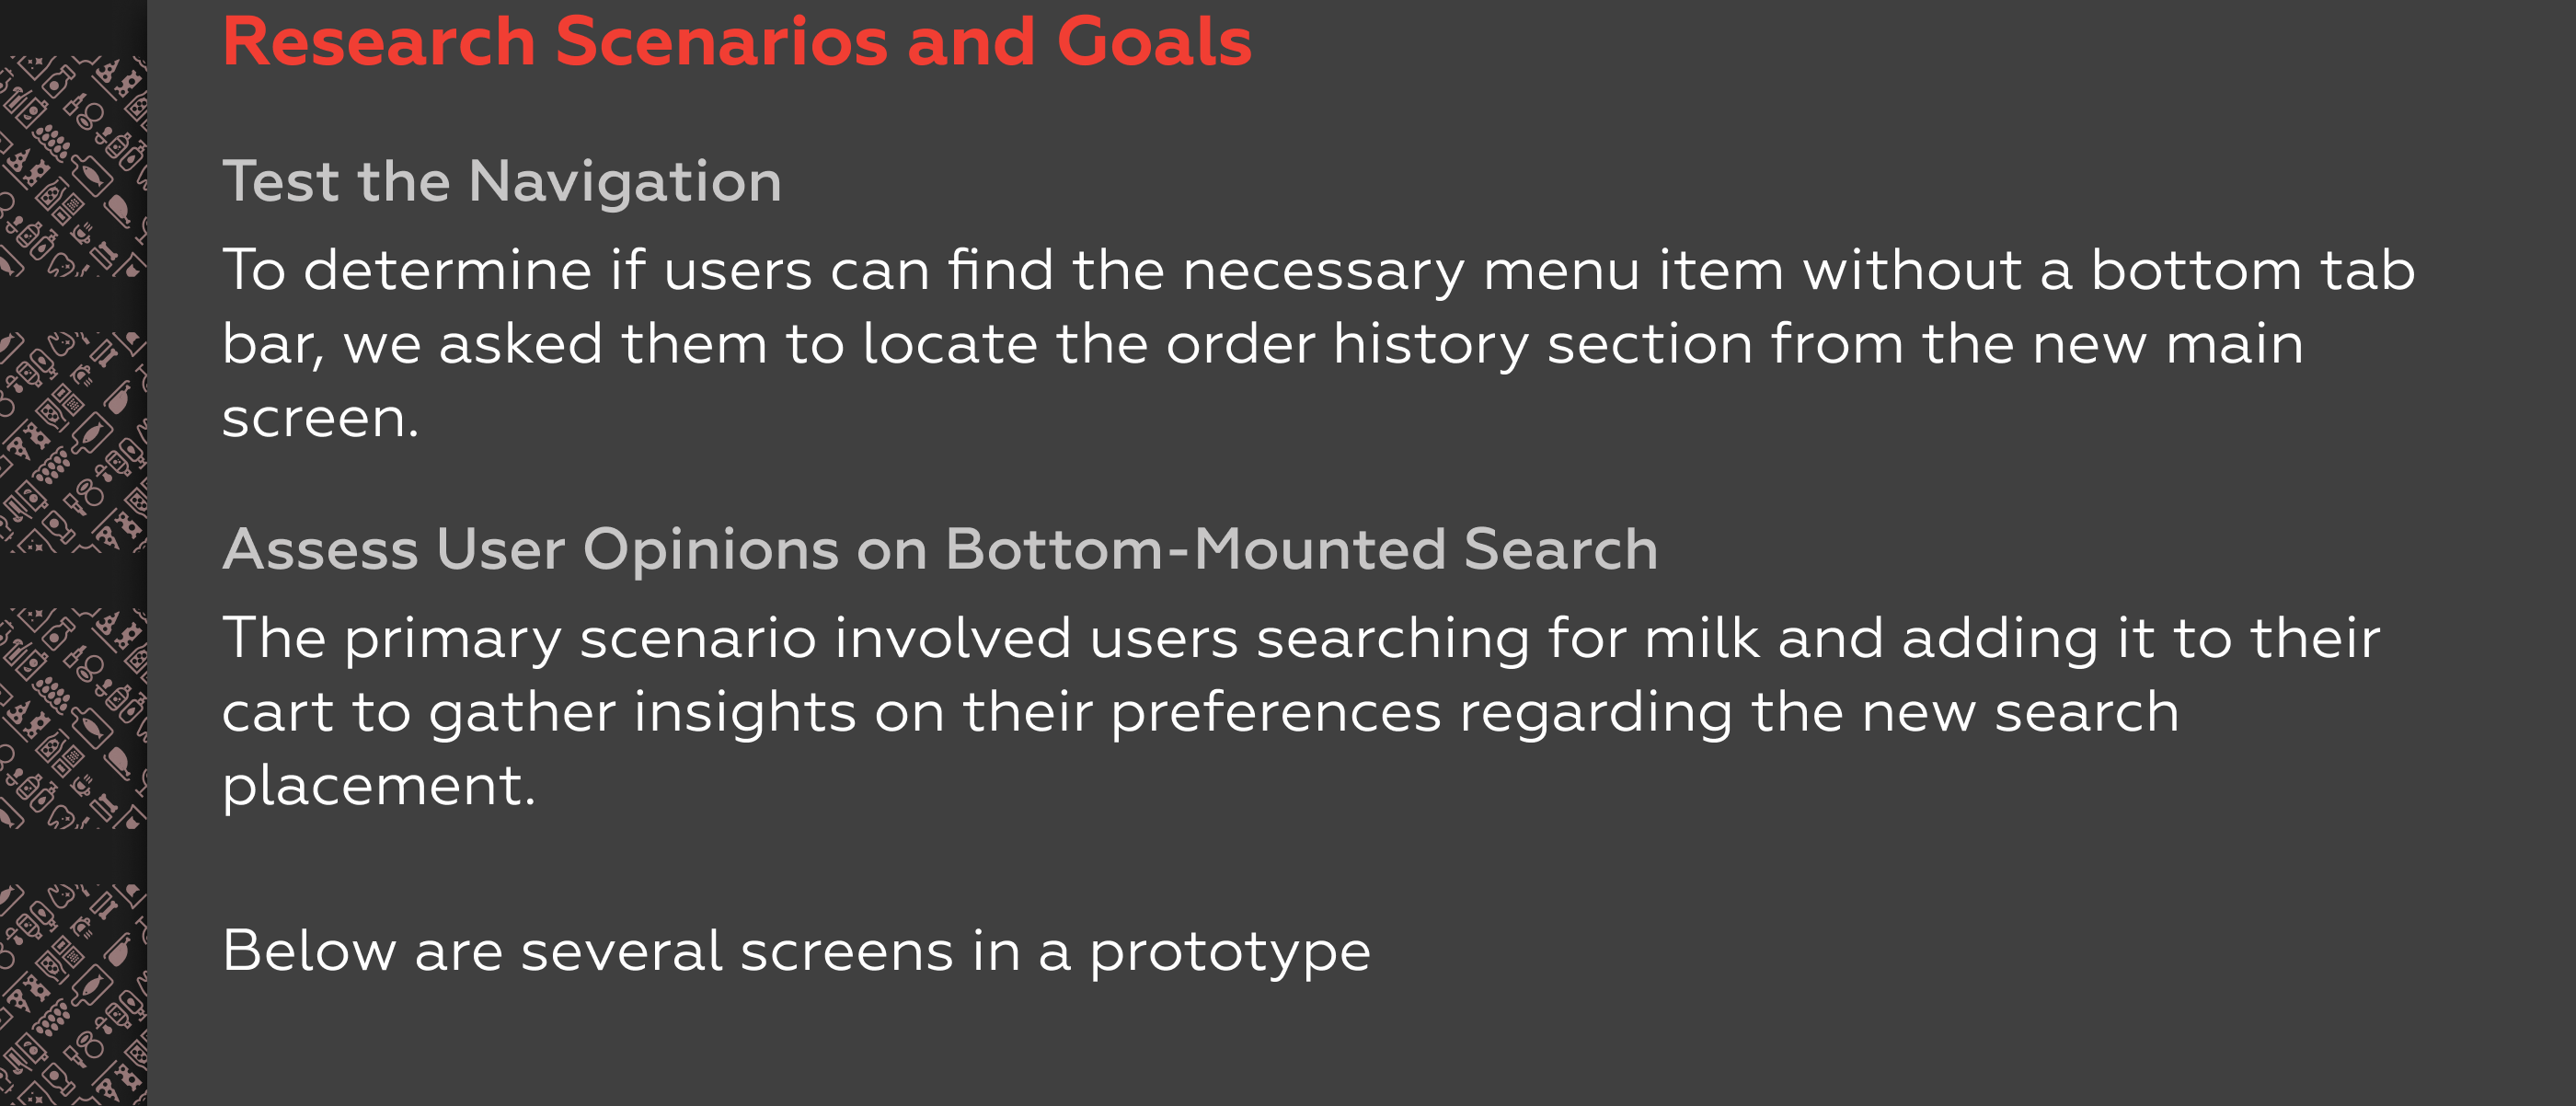 Research Scenarios and Goals
Test the Navigation
To determine if users can find the necessary menu item without a bottom tab
bar, we asked them to locate the order history section from the new main
screen.
Assess User Opinions on Bottom-Mounted Search
The primary scenario involved users searching for milk and adding it to their
cart to gather insights on their preferences regarding the new search
placement.
Below are several screens in a prototype